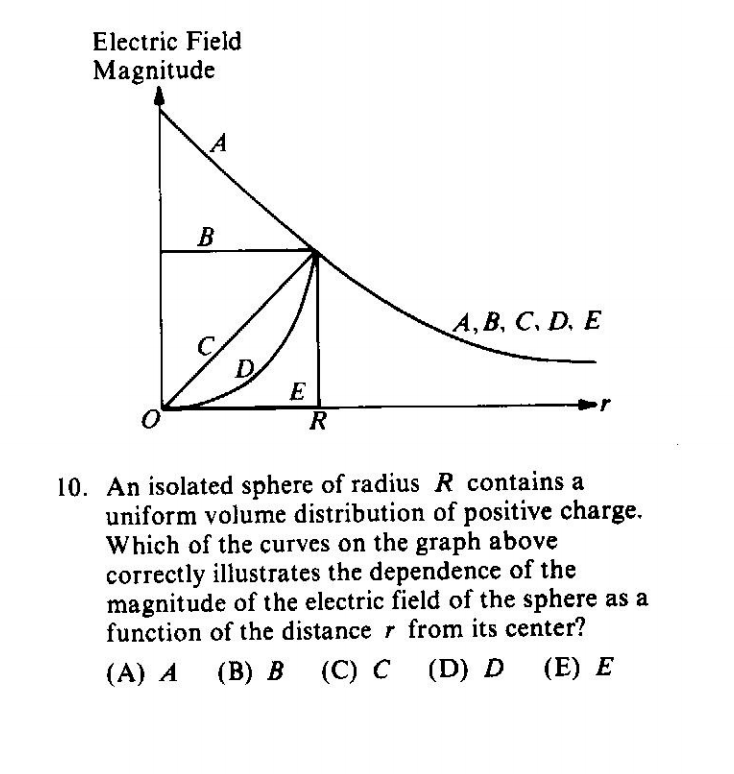 Electric Field
Magnitude
A
B
A, B, C, D, E
C
D
E
O
R
r
10. An isolated sphere of radius R contains a
uniform volume distribution of positive charge.
Which of the curves on the graph above
correctly illustrates the dependence of the
magnitude of the electric field of the sphere as a
function of the distance r from its center?
(A) A (B) B (C) C (D) D (E) E